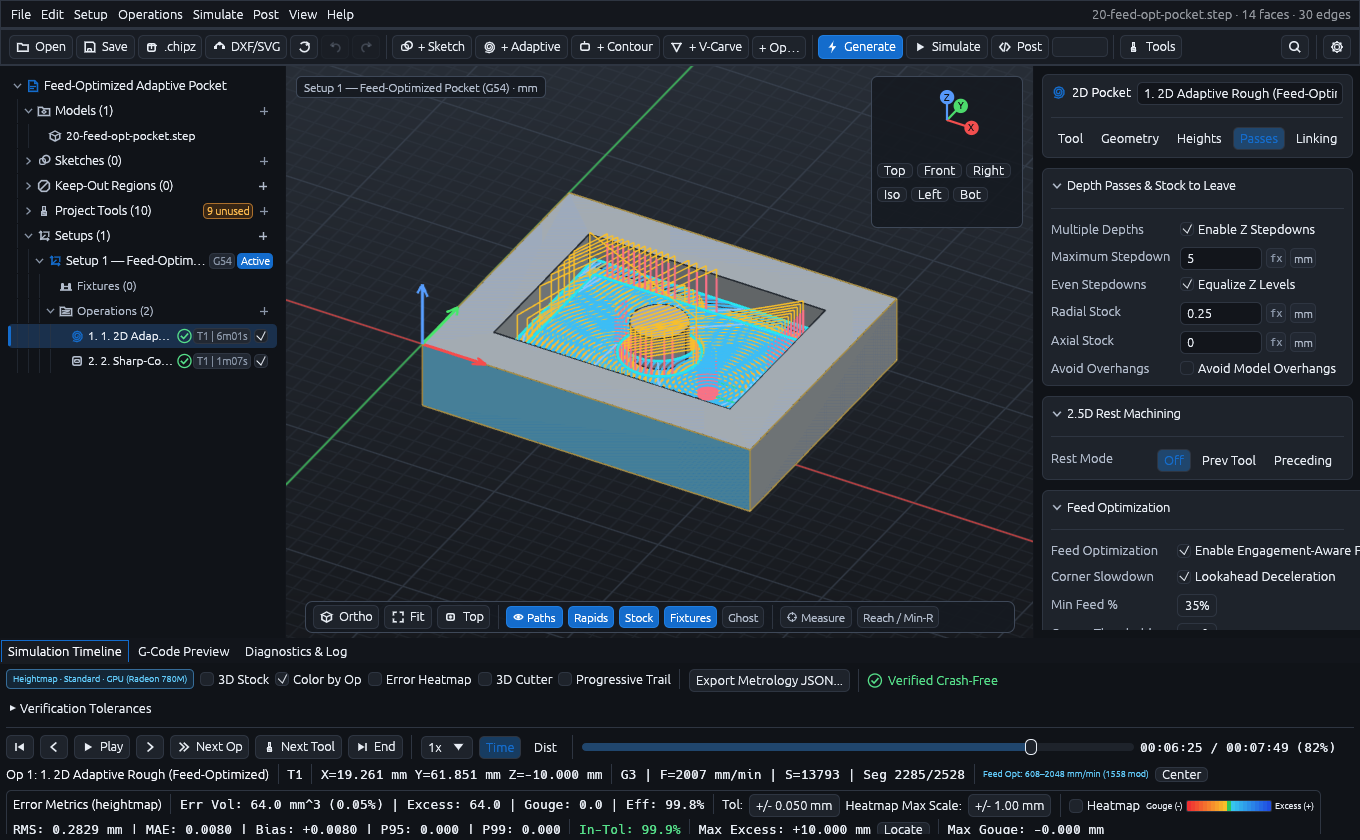 File Edit Setup Operations Simulate Post View Help
20-feed-opt-pocket.step · 14 faces · 30 edges
Open Save .chipz DXF/SVG + Sketch + Adaptive + Contour + V-Carve + Op... Generate Simulate Post Tools
Feed-Optimized Adaptive Pocket
Models (1) +
20-feed-opt-pocket.step
Sketches (0) +
Keep-Out Regions (0) +
Project Tools (10) 9 unused +
Setups (1) +
Setup 1 — Feed-Optim... G54 Active
Fixtures (0)
Operations (2) +
1. 1. 2D Adap... T1 | 6m01s
2. 2. Sharp-Co... T1 | 1m07s
Setup 1 — Feed-Optimized Pocket (G54) · mm
Z
Y
X
Top Front Right
Iso Left Bot
Ortho Fit Top Paths Rapids Stock Fixtures Ghost Measure Reach / Min-R
2D Pocket 1. 2D Adaptive Rough (Feed-Optir
Tool Geometry Heights Passes Linking
Depth Passes & Stock to Leave
Multiple Depths Enable Z Stepdowns
Maximum Stepdown 5 fx mm
Even Stepdowns Equalize Z Levels
Radial Stock 0.25 fx mm
Axial Stock 0 fx mm
Avoid Overhangs Avoid Model Overhangs
2.5D Rest Machining
Rest Mode Off Prev Tool Preceding
Feed Optimization
Feed Optimization Enable Engagement-Aware F
Corner Slowdown Lookahead Deceleration
Min Feed % 35%
Simulation Timeline G-Code Preview Diagnostics & Log
Heightmap · Standard · GPU (Radeon 780M) 3D Stock Color by Op Error Heatmap 3D Cutter Progressive Trail Export Metrology JSON... Verified Crash-Free
Verification Tolerances
Play Next Op Next Tool End 1x Time Dist 00:06:25 / 00:07:49 (82%)
Op 1: 1. 2D Adaptive Rough (Feed-Optimized) T1 X=19.261 mm Y=61.851 mm Z=-10.000 mm G3 | F=2007 mm/min | S=13793 | Seg 2285/2528 Feed Opt: 608–2048 mm/min (1558 mod) Center
Error Metrics (heightmap) Err Vol: 64.0 mm^3 (0.05%) | Excess: 64.0 | Gouge: 0.0 | Eff: 99.8% Tol: +/- 0.050 mm Heatmap Max Scale: +/- 1.00 mm Heatmap Gouge (-) Excess (+)
RMS: 0.2829 mm | MAE: 0.0080 | Bias: +0.0080 | P95: 0.000 | P99: 0.000 In-Tol: 99.9% Max Excess: +10.000 mm Locate Max Gouge: -0.000 mm